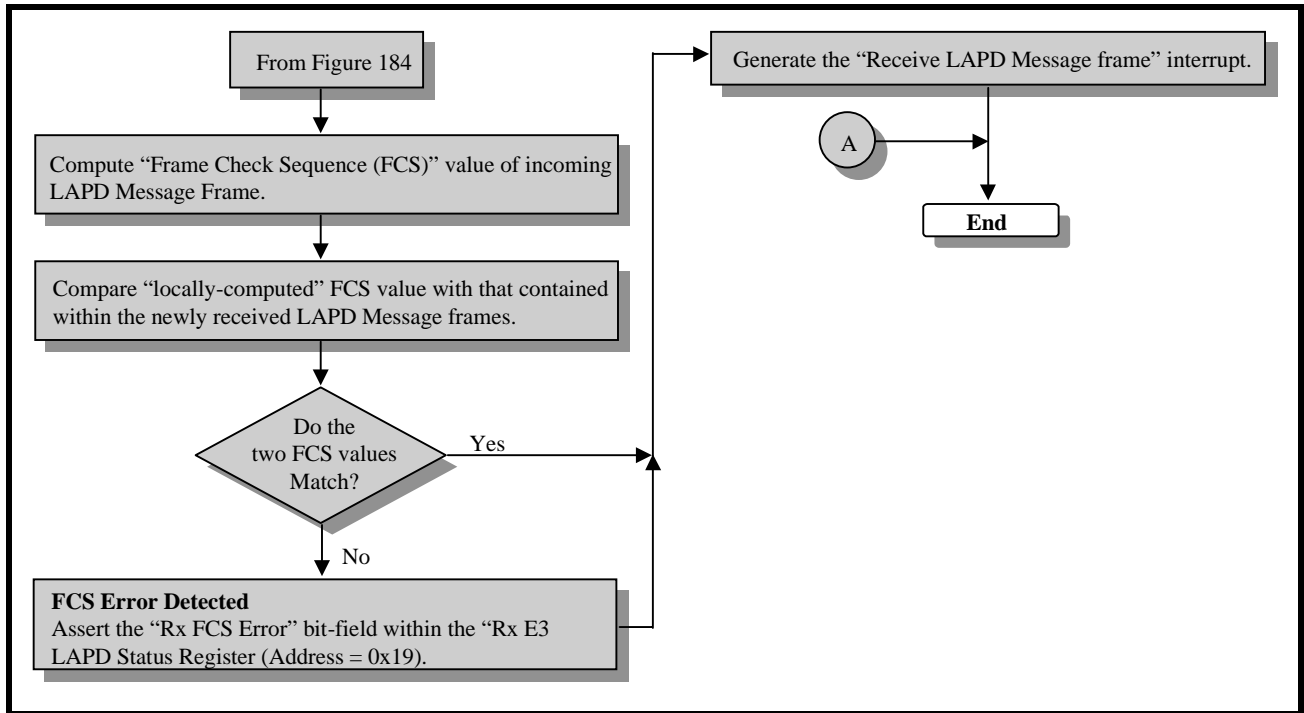 From Figure 184
Compute “Frame Check Sequence (FCS)” value of incoming
LAPD Message Frame.
Compare “locally-computed” FCS value with that contained
within the newly received LAPD Message frames.
Do the
two FCS values
Match?
Yes
No
FCS Error Detected
Assert the “Rx FCS Error” bit-field within the “Rx E3
LAPD Status Register (Address = 0x19).
Generate the “Receive LAPD Message frame” interrupt.
A
End